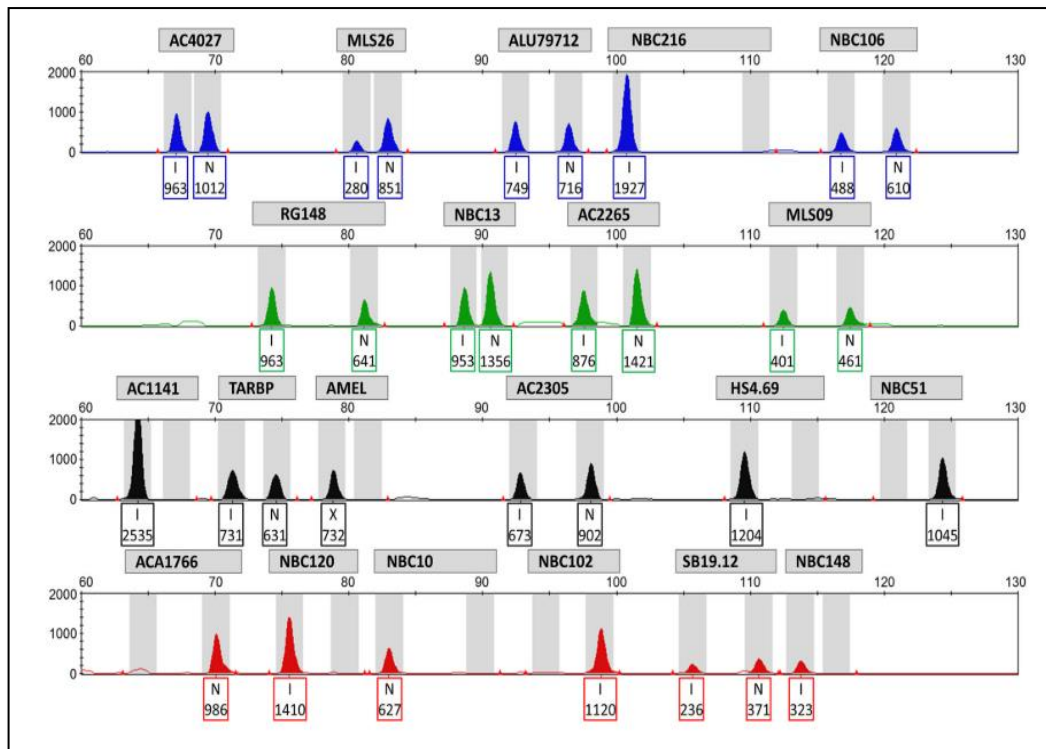 AC4027 MLS26 ALU79712 NBC216 NBC106
60 70 80 90 100 110 120 130
2000
1000
0
I N I N I N I I N
963 1012 280 851 749 716 1927 488 610
RG148 NBC13 AC2265 MLS09
60 70 80 90 100 110 120 130
2000
1000
0
I N I N I N I N
963 641 953 1356 876 1421 401 461
AC1141 TARBP AMEL AC2305 HS4.69 NBC51
60 70 80 90 100 110 120 130
2000
1000
0
I I N X I N I I
2535 731 631 732 673 902 1204 1045
ACA1766 NBC120 NBC10 NBC102 SB19.12 NBC148
60 70 80 90 100 110 120 130
2000
1000
0
N I N I I N I
986 1410 627 1120 236 371 323